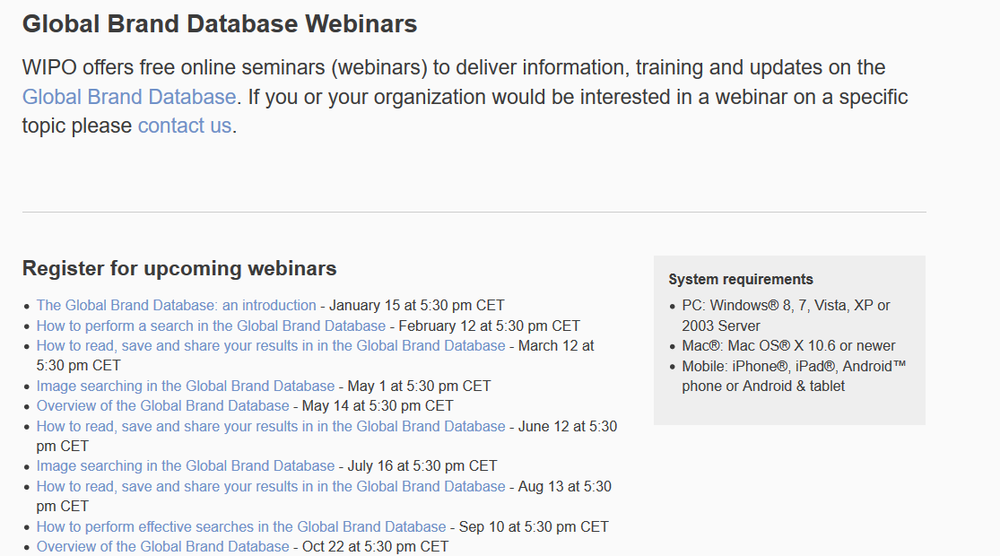 Global Brand Database Webinars
WIPO offers free online seminars (webinars) to deliver information, training and updates on the
Global Brand Database. If you or your organization would be interested in a webinar on a specific
topic please contact us.
Register for upcoming webinars
• The Global Brand Database: an introduction - January 15 at 5:30 pm CET
• How to perform a search in the Global Brand Database - February 12 at 5:30 pm CET
• How to read, save and share your results in in the Global Brand Database - March 12 at
5:30 pm CET
• Image searching in the Global Brand Database - May 1 at 5:30 pm CET
• Overview of the Global Brand Database - May 14 at 5:30 pm CET
• How to read, save and share your results in in the Global Brand Database - June 12 at 5:30
pm CET
• Image searching in the Global Brand Database - July 16 at 5:30 pm CET
• How to read, save and share your results in in the Global Brand Database - Aug 13 at 5:30
pm CET
• How to perform effective searches in the Global Brand Database - Sep 10 at 5:30 pm CET
• Overview of the Global Brand Database - Oct 22 at 5:30 pm CET
System requirements
• PC: Windows® 8, 7, Vista, XP or
2003 Server
• Mac®: Mac OS® X 10.6 or newer
• Mobile: iPhone®, iPad®, Android™
phone or Android & tablet